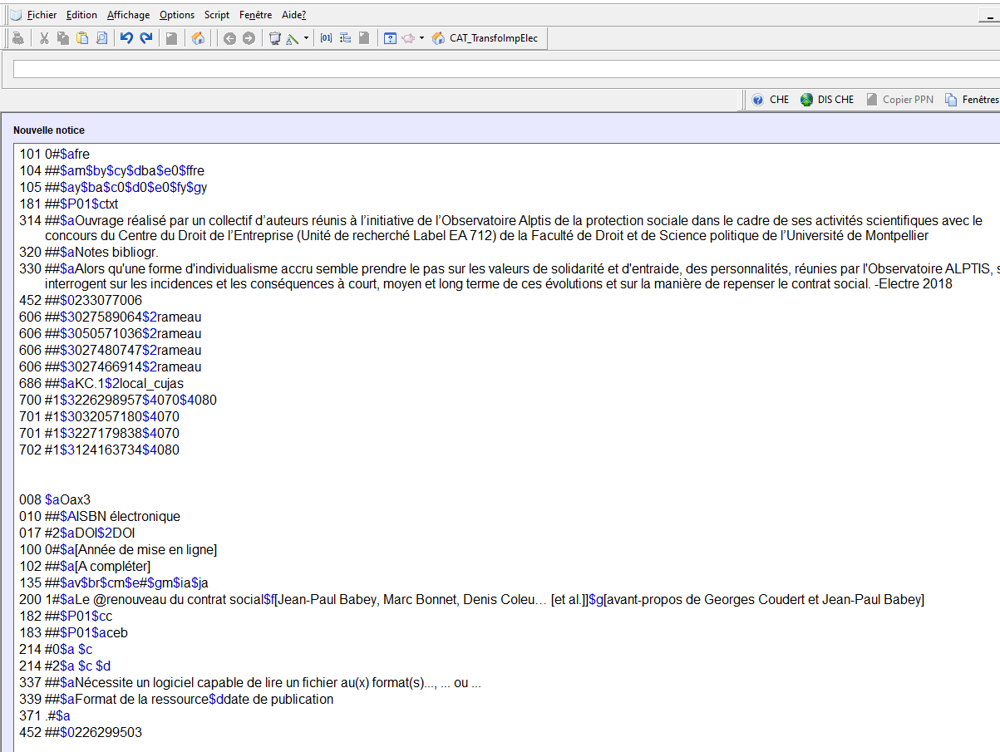 Fichier Edition Affichage Options Script Fenêtre Aide?
CAT_TransfoImpElec
CHE DIS CHE Copier PPN Fenêtres
Nouvelle notice
101 0#$afre
104 ##$am$by$cy$dba$e0$ffre
105 ##$ay$ba$c0$d0$e0$fy$gy
181 ##$P01$ctxt
314 ##$aOuvrage réalisé par un collectif d’auteurs réunis à l’initiative de l’Observatoire Alptis de la protection sociale dans le cadre de ses activités scientifiques avec le
concours du Centre du Droit de l’Entreprise (Unité de recherché Label EA 712) de la Faculté de Droit et de Science politique de l’Université de Montpellier
320 ##$aNotes bibliogr.
330 ##$aAlors qu'une forme d'individualisme accru semble prendre le pas sur les valeurs de solidarité et d'entraide, des personnalités, réunies par l'Observatoire ALPTIS, s
interrogent sur les incidences et les conséquences à court, moyen et long terme de ces évolutions et sur la manière de repenser le contrat social. -Electre 2018
452 ##$0233077006
606 ##$3027589064$2rameau
606 ##$3050571036$2rameau
606 ##$3027480747$2rameau
606 ##$3027466914$2rameau
686 ##$aKC.1$2local_cujas
700 #1$3226298957$4070$4080
701 #1$3032057180$4070
701 #1$3227179838$4070
702 #1$3124163734$4080
008 $aOax3
010 ##$AISBN électronique
017 #2$aDOI$2DOI
100 0#$a[Année de mise en ligne]
102 ##$a[A compléter]
135 ##$av$br$cm$e#$gm$ia$ja
200 1#$aLe @renouveau du contrat social$f[Jean-Paul Babey, Marc Bonnet, Denis Coleu… [et al.]]$g[avant-propos de Georges Coudert et Jean-Paul Babey]
182 ##$P01$cc
183 ##$P01$aceb
214 #0$a $c
214 #2$a $c $d
337 ##$aNécessite un logiciel capable de lire un fichier au(x) format(s)..., ... ou ...
339 ##$aFormat de la ressource$ddate de publication
371 .#$a
452 ##$0226299503